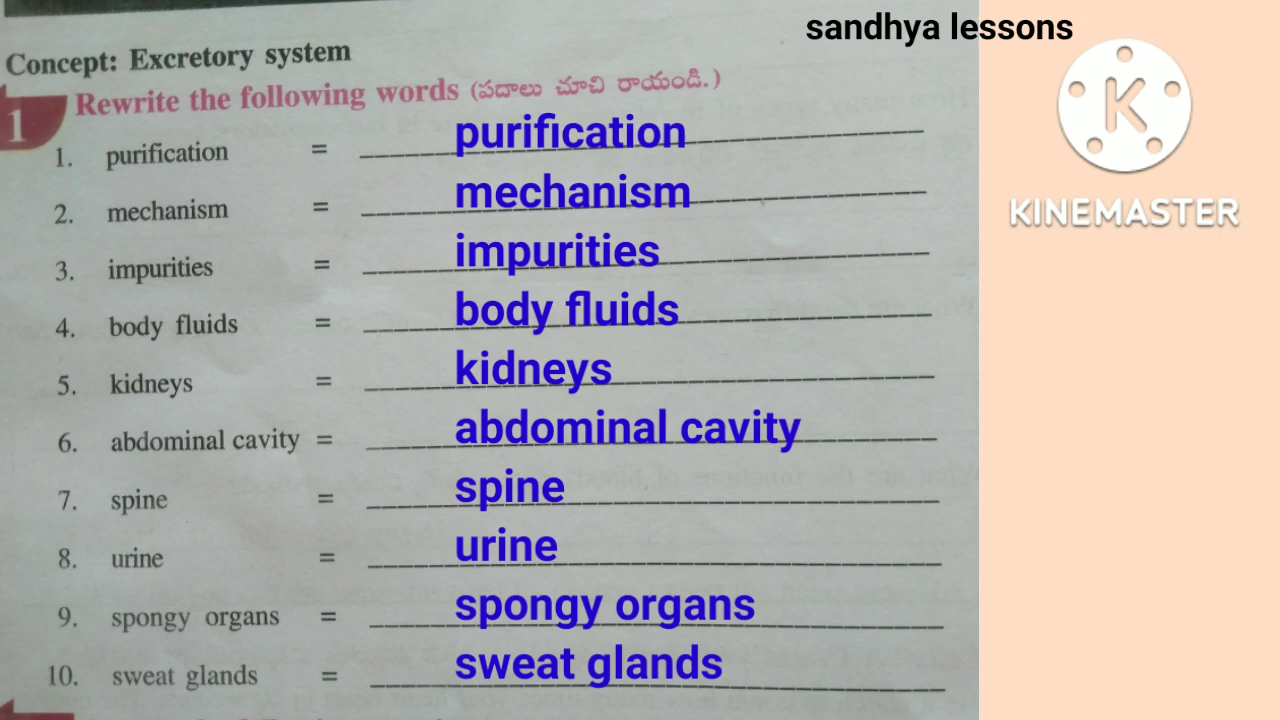 sandhya lessons
KINEMASTER
Concept: Excretory system
1 Rewrite the following words (పదాలు చూచి రాయండి.)
1. purification = purification
2. mechanism = mechanism
3. impurities = impurities
4. body fluids = body fluids
5. kidneys = kidneys
6. abdominal cavity = abdominal cavity
7. spine = spine
8. urine = urine
9. spongy organs = spongy organs
10. sweat glands = sweat glands